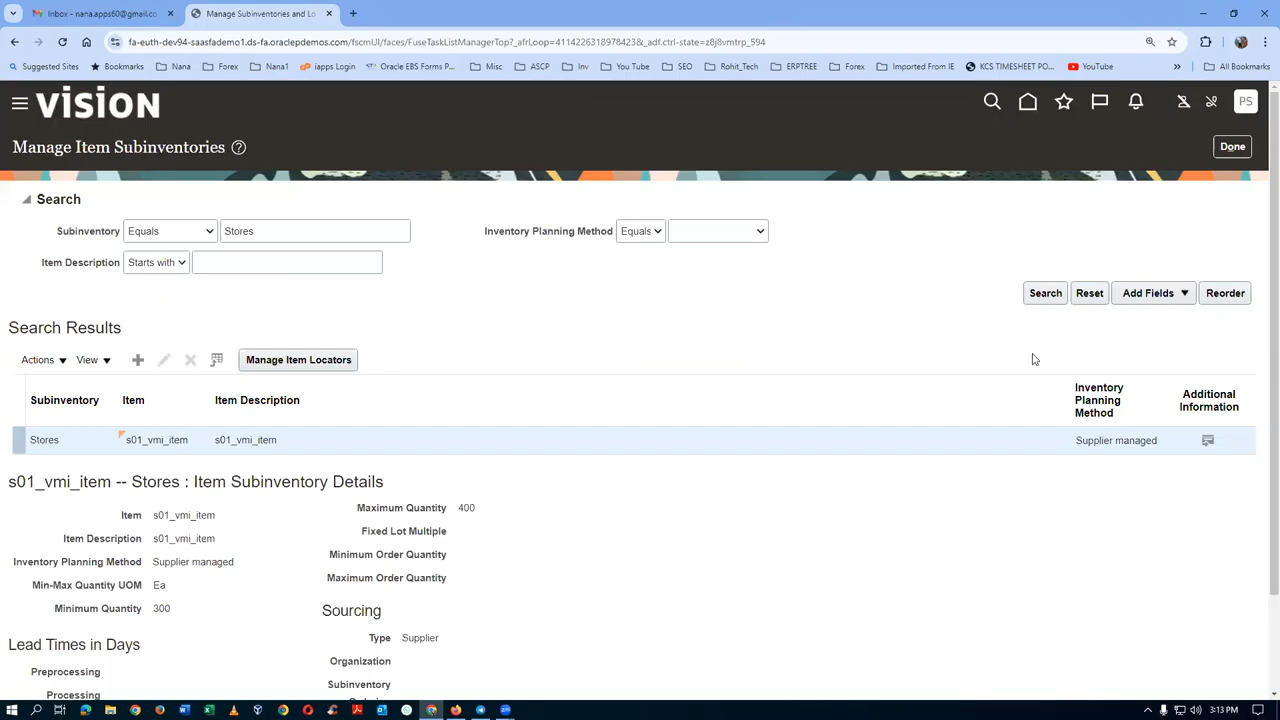 Inbox - nana.apps60@gmail.co
Manage Subinventories and Lo
fa-euth-dev94-saasfademo1.ds-fa.oraclepdemos.com/fscmUI/faces/FuseTaskListManagerTop?_afrLoop=41142263189784​23&_adf.ctrl-state=z8j8vmtrp_594
Suggested Sites Bookmarks Nana Forex Nana1 iapps Login Oracle EBS Forms P... Misc ASCP Inv You Tube SEO Rohit_Tech ERPTREE Forex Imported From IE KCS TIMESHEET PO... YouTube » All Bookmarks
VISION
PS
Manage Item Subinventories
Done
Search
Subinventory Equals Stores Inventory Planning Method Equals
Item Description Starts with
Search Reset Add Fields Reorder
Search Results
Actions View Manage Item Locators
Subinventory Item Item Description Inventory Planning Method Additional Information
Stores s01_vmi_item s01_vmi_item Supplier managed
s01_vmi_item -- Stores : Item Subinventory Details
Item s01_vmi_item
Item Description s01_vmi_item
Inventory Planning Method Supplier managed
Min-Max Quantity UOM Ea
Minimum Quantity 300
Maximum Quantity 400
Fixed Lot Multiple
Minimum Order Quantity
Maximum Order Quantity
Lead Times in Days
Preprocessing
Processing
Sourcing
Type Supplier
Organization
Subinventory
3:13 PM